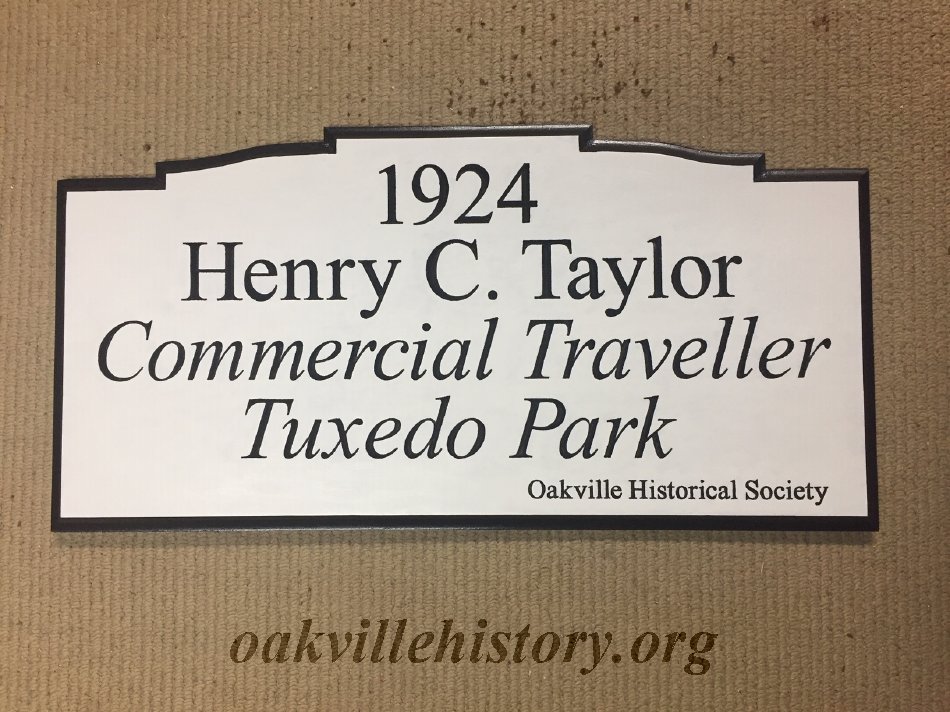 1924
Henry C. Taylor
Commercial Traveller
Tuxedo Park
Oakville Historical Society
oakvillehistory.org